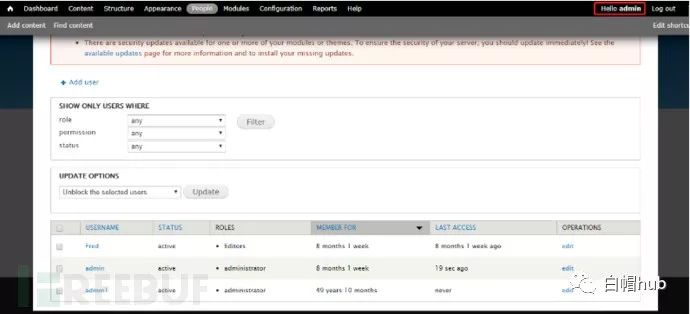 Dashboard Content Structure Appearance People Modules Configuration Reports Help Hello admin Log out
Add content Find content Edit shortcu
There are security updates available for one or more of your modules or themes. To ensure the security of your server, you should update immediately! See the
available updates page for more information and to install your missing updates.
Add user
SHOW ONLY USERS WHERE
role any
permission any Filter
status any
UPDATE OPTIONS
Unblock the selected users Update
USERNAME STATUS ROLES MEMBER FOR LAST ACCESS OPERATIONS
Fred active Editors 8 months 1 week 8 months 1 week ago edit
admin active administrator 8 months 1 week 19 sec ago edit
admin1 active administrator 49 years 10 months never edit
REEBUF
白帽hub